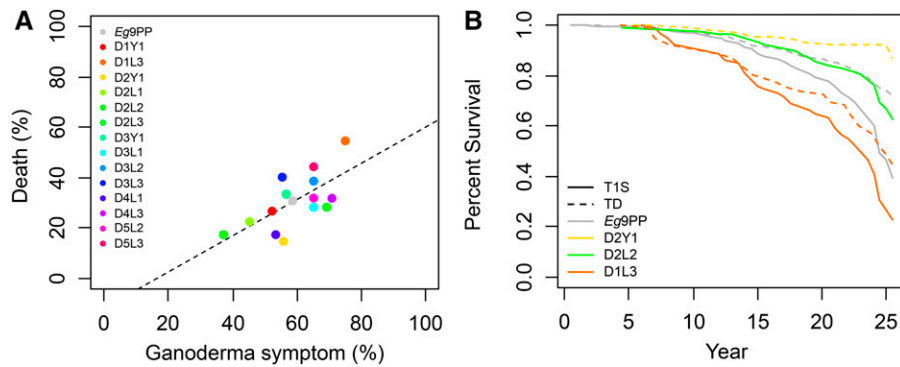 A
Death (%)
100
80
60
40
20
0
Eg9PP
D1Y1
D1L3
D2Y1
D2L1
D2L2
D2L3
D3Y1
D3L1
D3L2
D3L3
D4L1
D4L3
D5L2
D5L3
0 20 40 60 80 100
Ganoderma symptom (%)
B
Percent Survival
1.0
0.8
0.6
0.4
0.2
0.0
T1S
TD
Eg9PP
D2Y1
D2L2
D1L3
0 5 10 15 20 25
Year